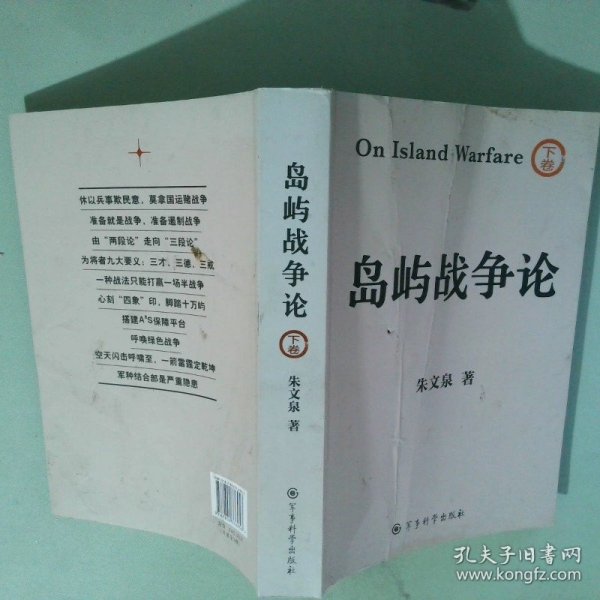 休以兵事欺民意，莫拿国运赌战争
准备就是战争，准备遏制战争
由“两段论”走向“三段论”
为将者九大要义：三才、三德、三戒
一种战法只能打赢一场半战争
心刻“四象”印，脚踏十万屿
搭建A⁴S保障平台
呼唤绿色战争
空天闪击呼啸至，一箭雷霆定乾坤
军种结合部是严重隐患
岛屿战争论
下卷
朱文泉 著
军事科学出版社
On Island Warfare
下卷
岛屿战争论
朱文泉 著
军事科学出版社
孔夫子旧书网
www.kongfz.com